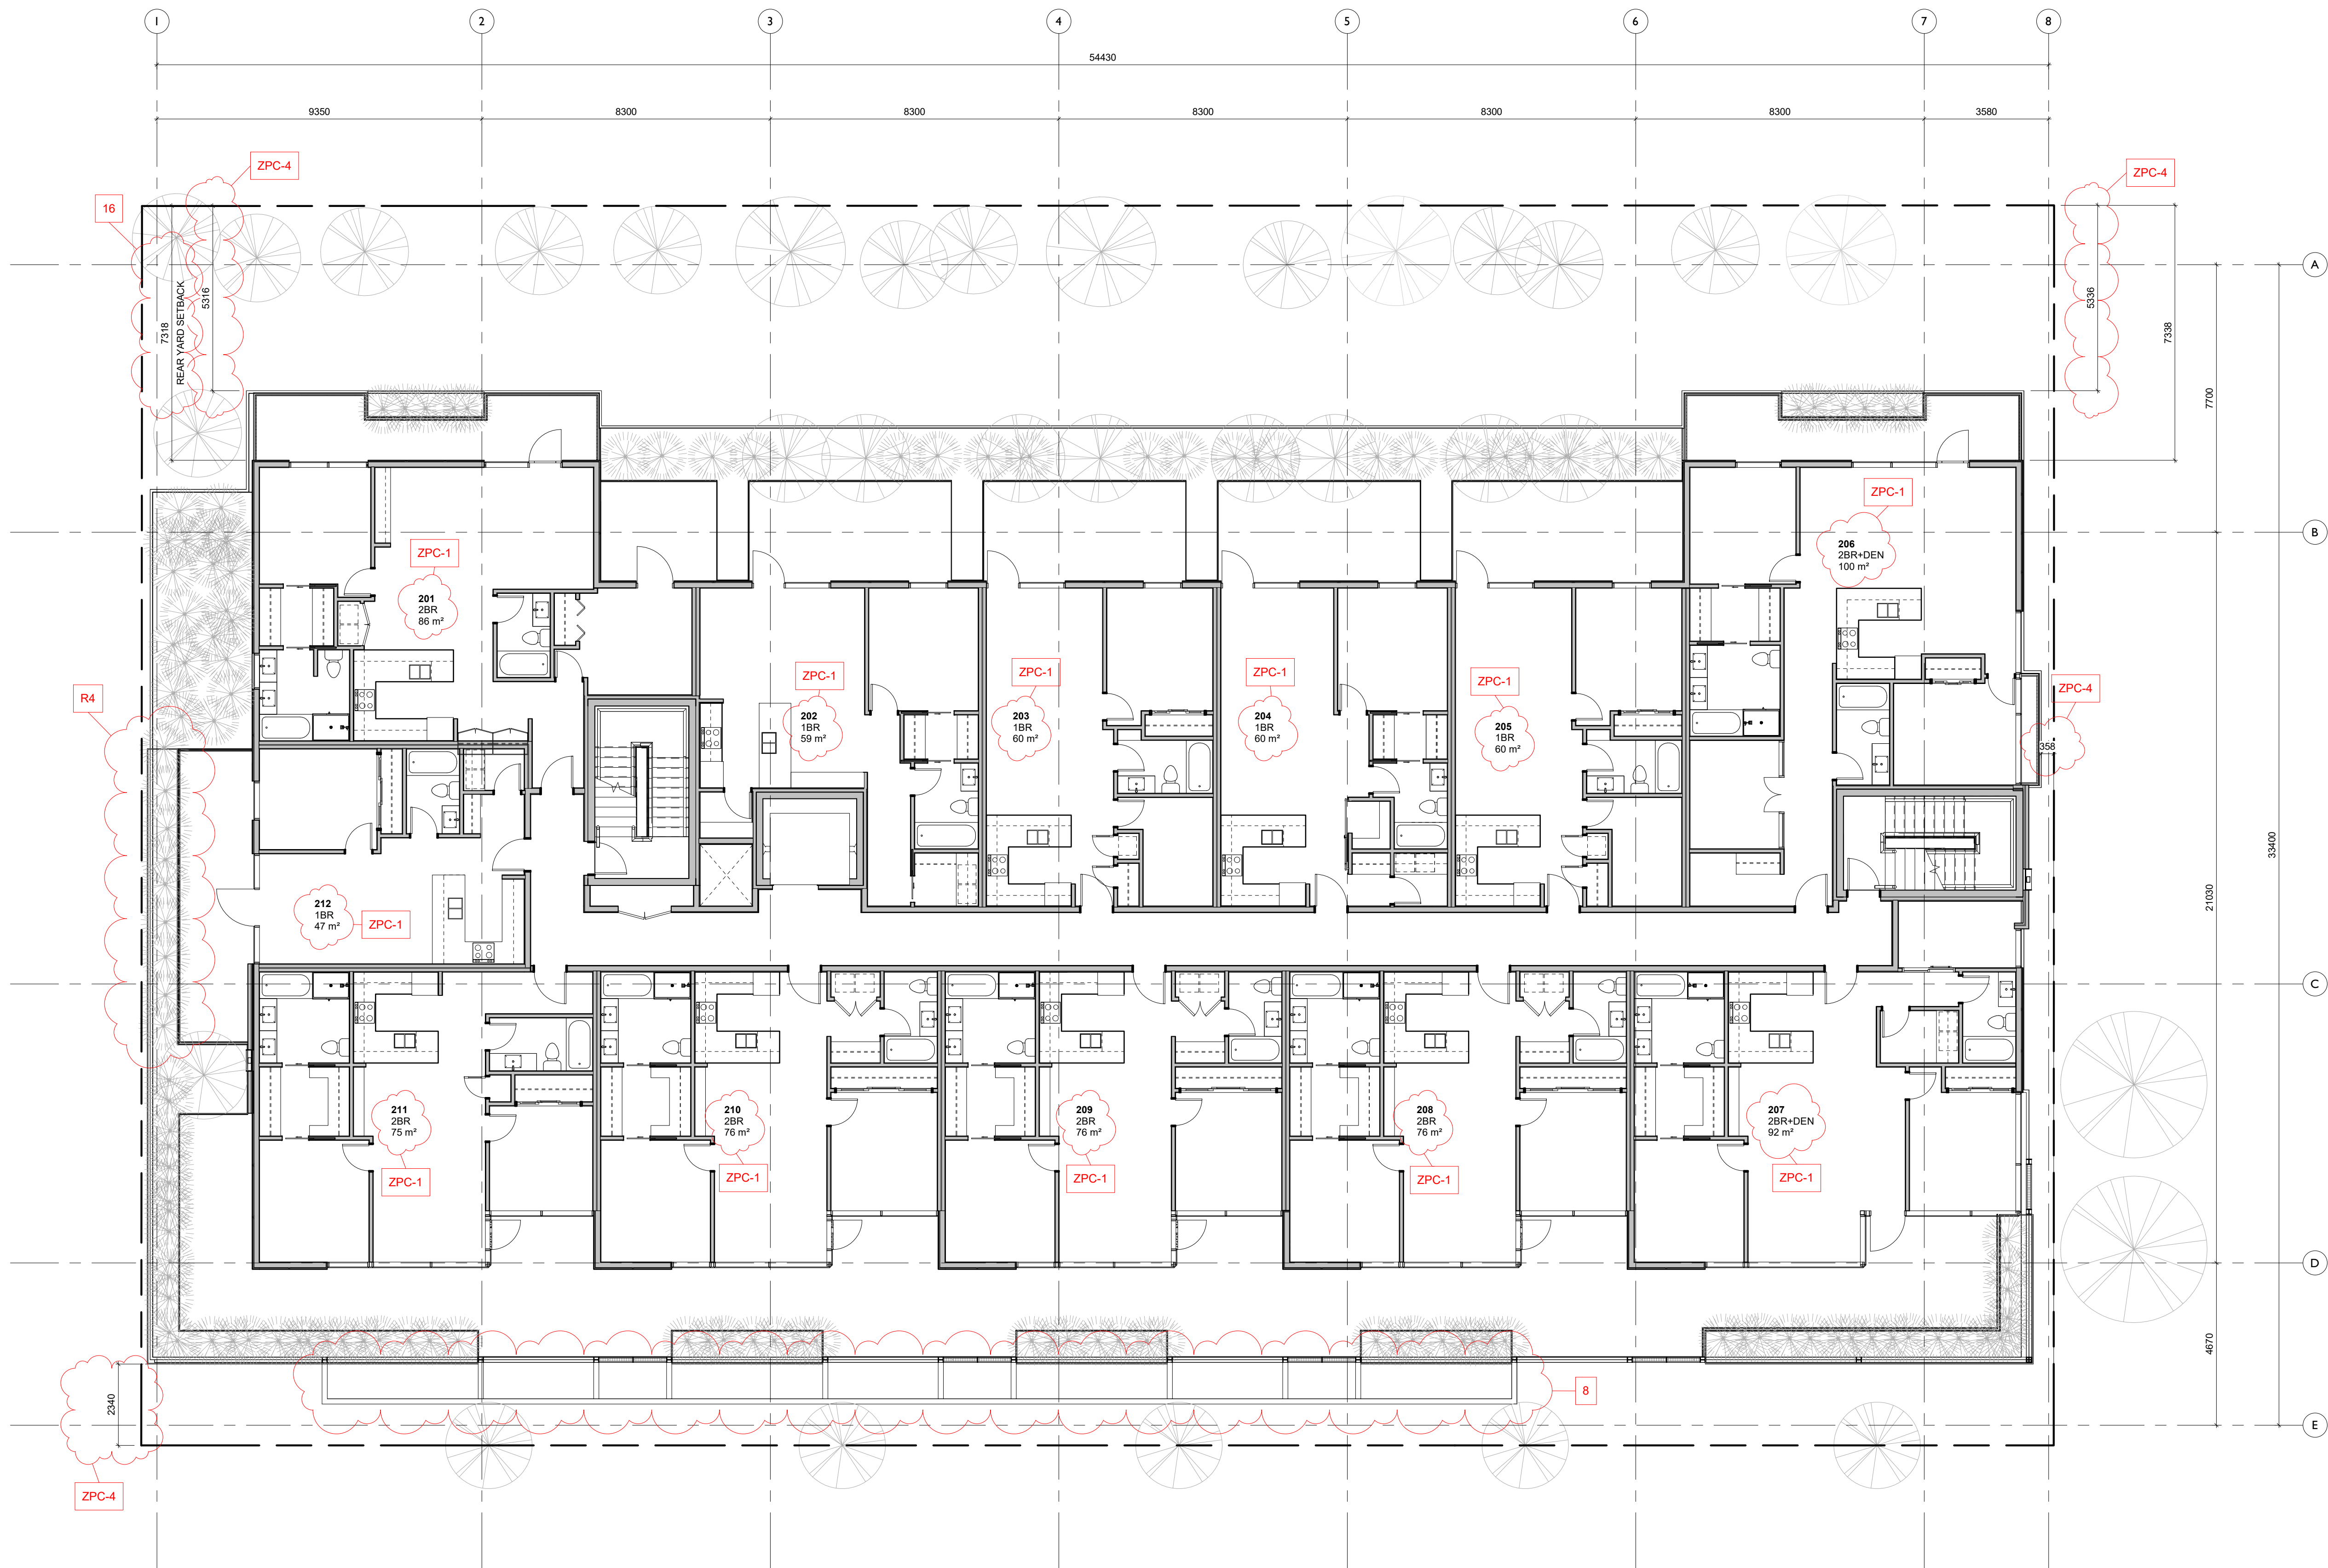 1
2
3
4
5
6
7
8
54430
9350
8300
8300
8300
8300
8300
3580
ZPC-4
ZPC-4
16
A
7318
REAR YARD SETBACK
5316
5336
7338
7700
ZPC-1
B
ZPC-1
206
2BR+DEN
100 m²
201
2BR
86 m²
ZPC-1
ZPC-1
ZPC-1
ZPC-1
ZPC-4
R4
202
1BR
59 m²
203
1BR
60 m²
204
1BR
60 m²
205
1BR
60 m²
358
33400
21030
212
1BR
47 m²
ZPC-1
C
211
2BR
75 m²
210
2BR
76 m²
209
2BR
76 m²
208
2BR
76 m²
207
2BR+DEN
92 m²
ZPC-1
ZPC-1
ZPC-1
ZPC-1
ZPC-1
D
4670
2340
8
E
ZPC-4